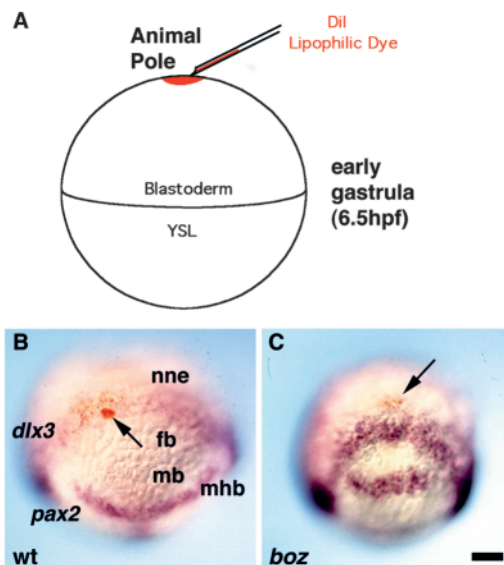 A
DiI
Lipophilic Dye
Animal
Pole
Blastoderm
YSL
early
gastrula
(6.5hpf)
B
nne
dlx3
fb
mb
mhb
pax2
wt
C
boz